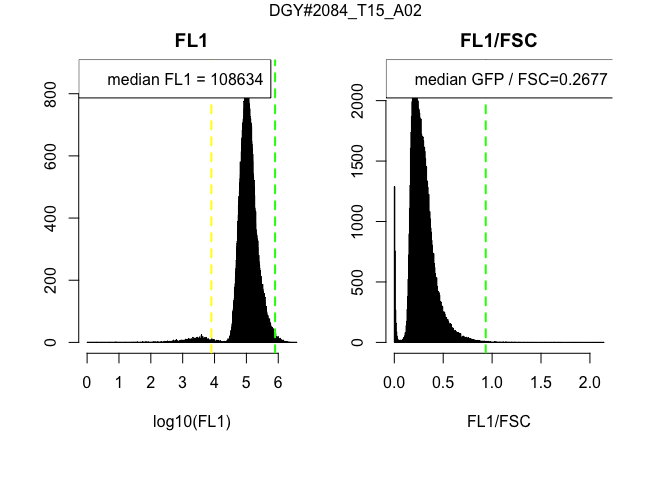 DGY#2084_T15_A02
FL1
median FL1 = 108634
0 200 400 600 800
0 1 2 3 4 5 6
log10(FL1)
FL1/FSC
median GFP / FSC=0.2677
0 500 1000 1500 2000
0.0 0.5 1.0 1.5 2.0
FL1/FSC